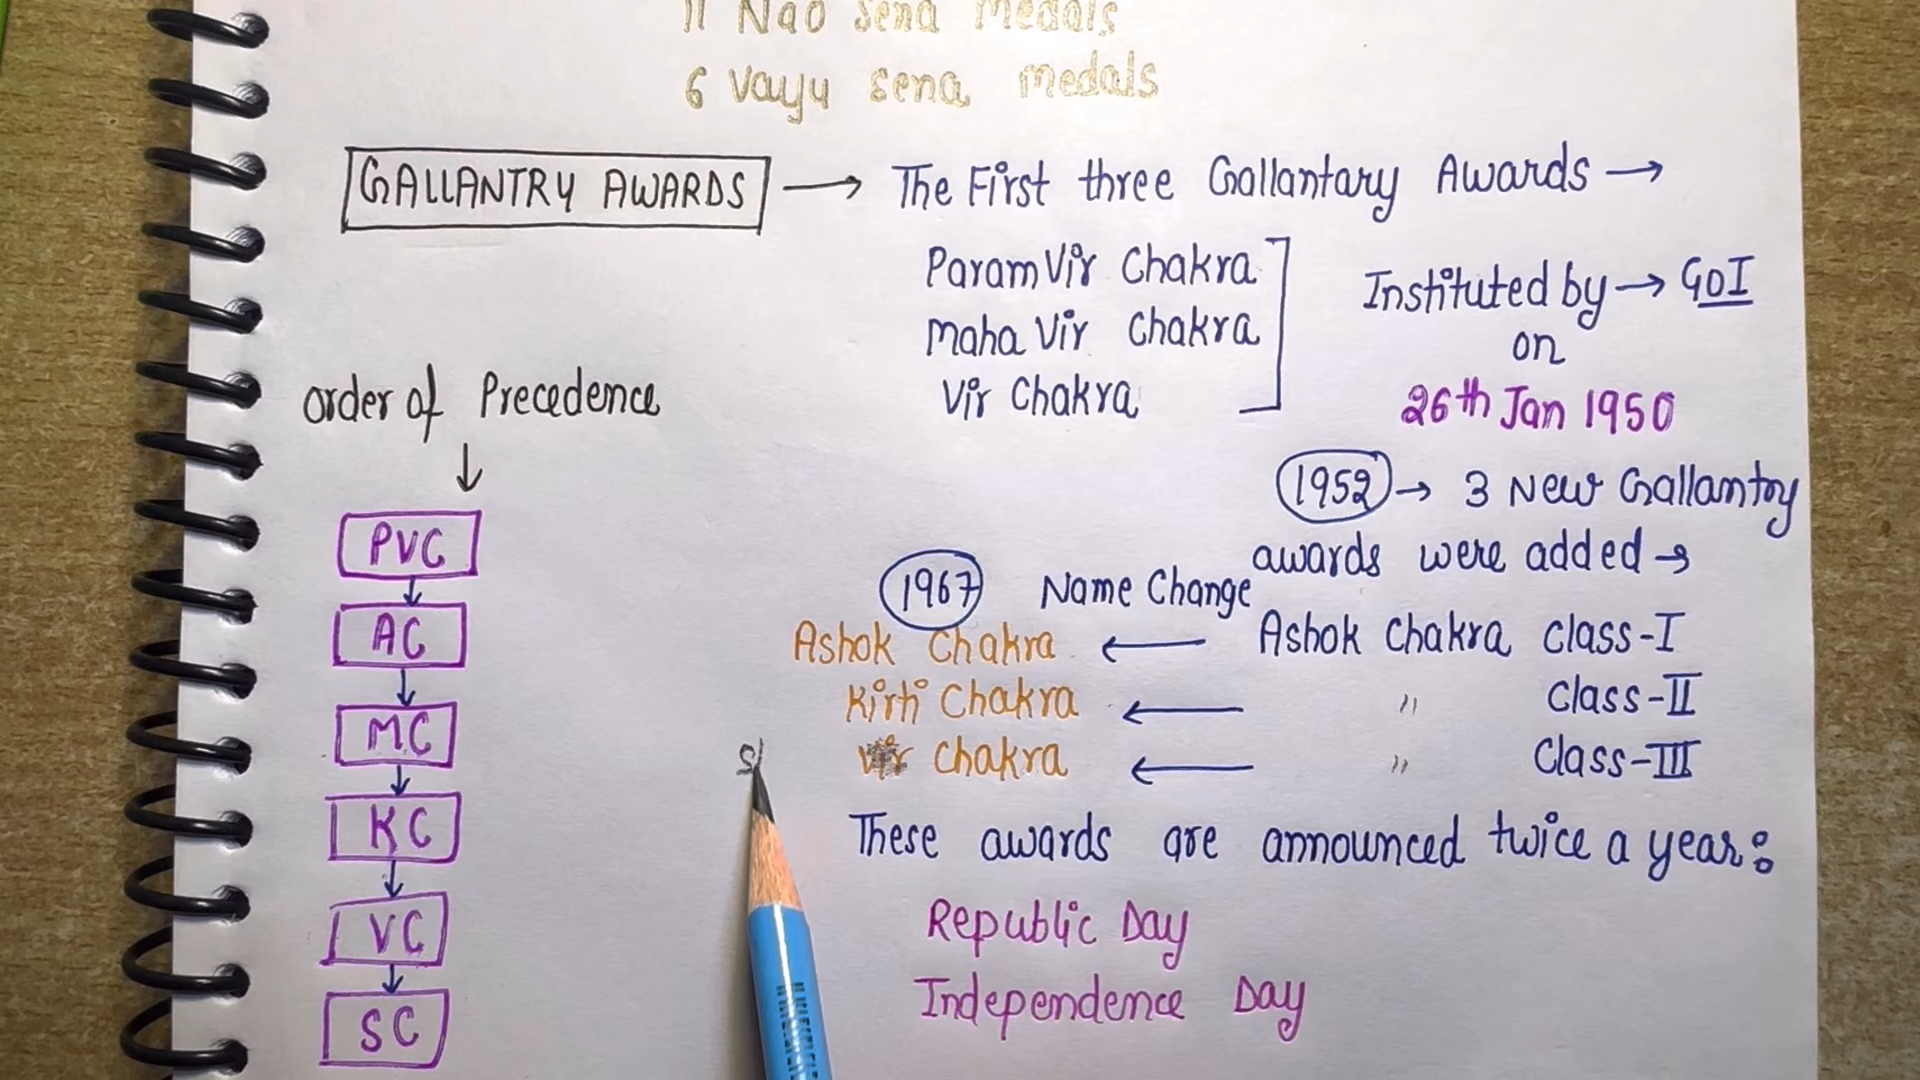 11 Nao Sena Medals
6 Vayu Sena Medals
GALLANTRY AWARDS → The First three Gallantary Awards →
Param Vir Chakra
Maha Vir Chakra
Vir Chakra
Instituted by → GOI
on
26th Jan 1950
Order of Precedence
↓
PVC
AC
MC
KC
VC
SC
1952 → 3 New Gallantry
awards were added →
1967 Name Change
Ashok Chakra ← Ashok Chakra Class-I
Kirti Chakra ← " Class-II
Chakra ← " Class-III
These awards are announced twice a year:
Republic Day
Independence Day